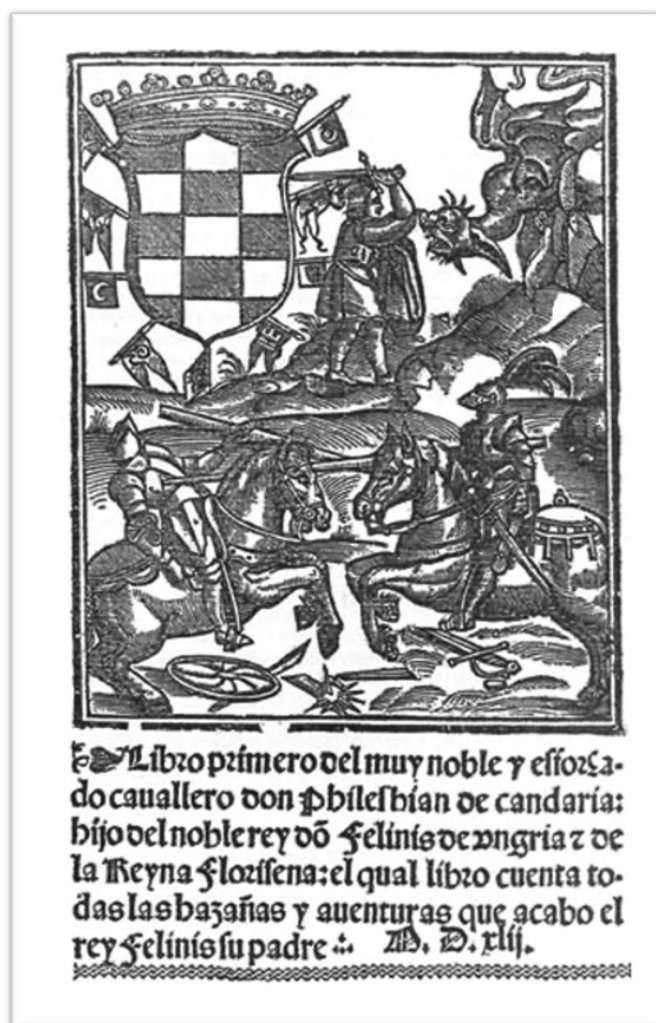 Libro primero del muy noble y esforça-
do cauallero don Philesbian de candaria:
hijo del noble rey dō Felinis de vngria ⁊ de
la Reyna Florisena: el qual libro cuenta to-
das las hazañas y auenturas que acabo el
rey Felinis su padre ∴ M. D. xlij.